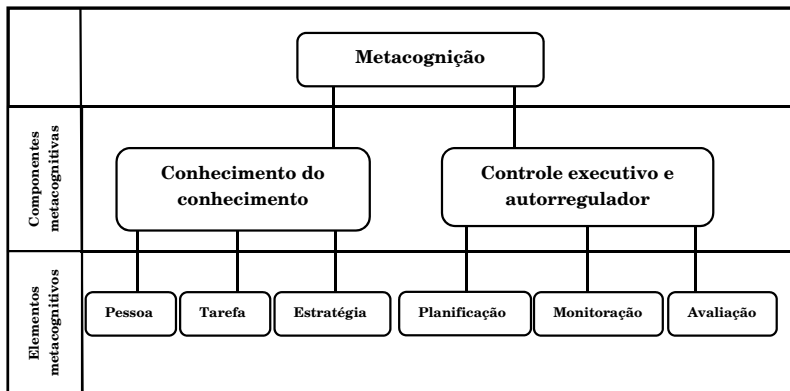 Metacognição
Componentes
metacognitivas
Conhecimento do
conhecimento
Controle executivo e
autorregulador
Elementos
metacognitivos
Pessoa
Tarefa
Estratégia
Planificação
Monitoração
Avaliação